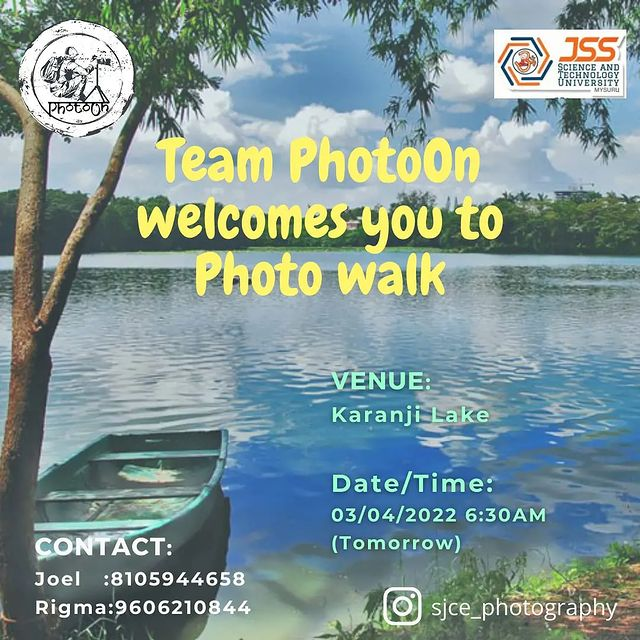 PhotoOn
JSS
SCIENCE AND
TECHNOLOGY
UNIVERSITY
MYSURU
Team PhotoOn
welcomes you to
Photo walk
VENUE:
Karanji Lake
Date/Time:
03/04/2022 6:30AM
(Tomorrow)
CONTACT:
Joel :8105944658
Rigma:9606210844
sjce_photography